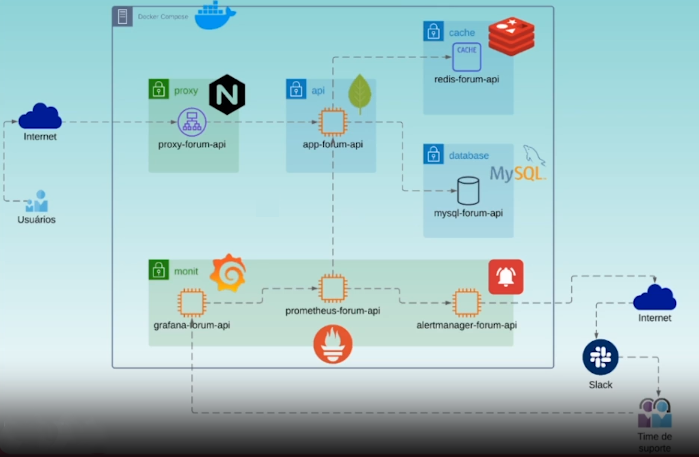 Docker Compose
cache
CACHE
redis-forum-api
proxy
N
proxy-forum-api
api
app-forum-api
Internet
database
MySQL
mysql-forum-api
Usuários
monit
grafana-forum-api
prometheus-forum-api
alertmanager-forum-api
Internet
Slack
Time de
suporte